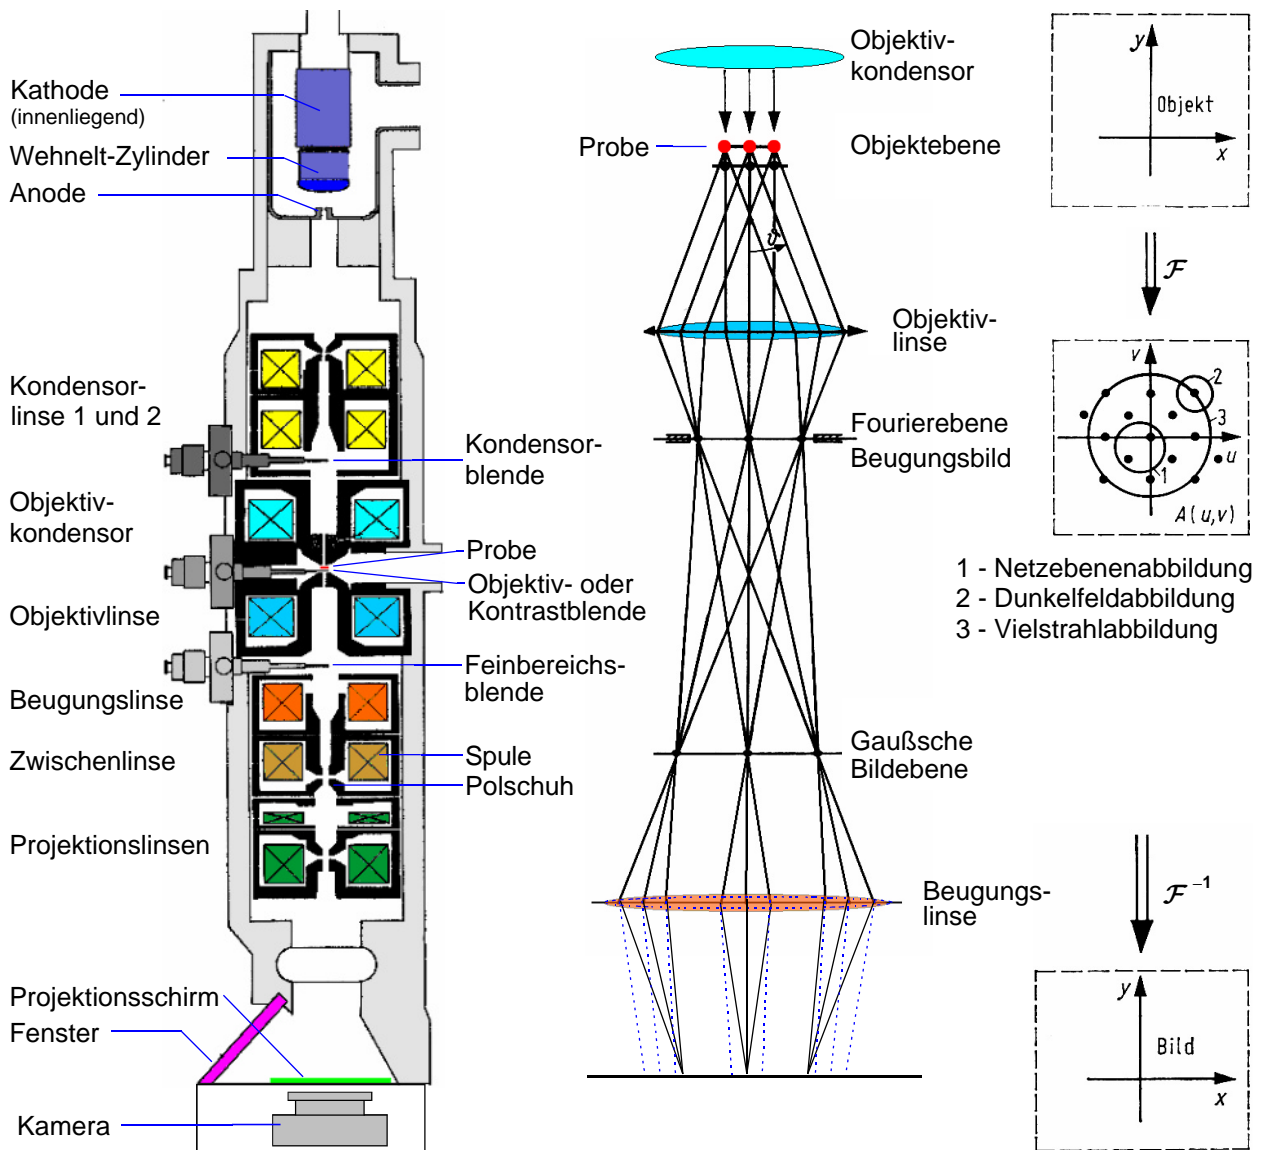 Kathode
(innenliegend)
Wehnelt-Zylinder
Anode
Kondensor-
linse 1 und 2
Objektiv-
kondensor
Objektivlinse
Beugungslinse
Zwischenlinse
Projektionslinsen
Projektionsschirm
Fenster
Kamera
Kondensor-
blende
Probe
Objektiv- oder
Kontrastblende
Feinbereichs-
blende
Spule
Polschuh
Objektiv-
kondensor
Probe
Objektebene
ϑ
Objektiv-
linse
Fourierebene
Beugungsbild
Gaußsche
Bildebene
Beugungs-
linse
y
Objekt
x
ℱ
v
2
3
u
1
A(u,v)
1 - Netzebenenabbildung
2 - Dunkelfeldabbildung
3 - Vielstrahlabbildung
ℱ⁻¹
y
Bild
x